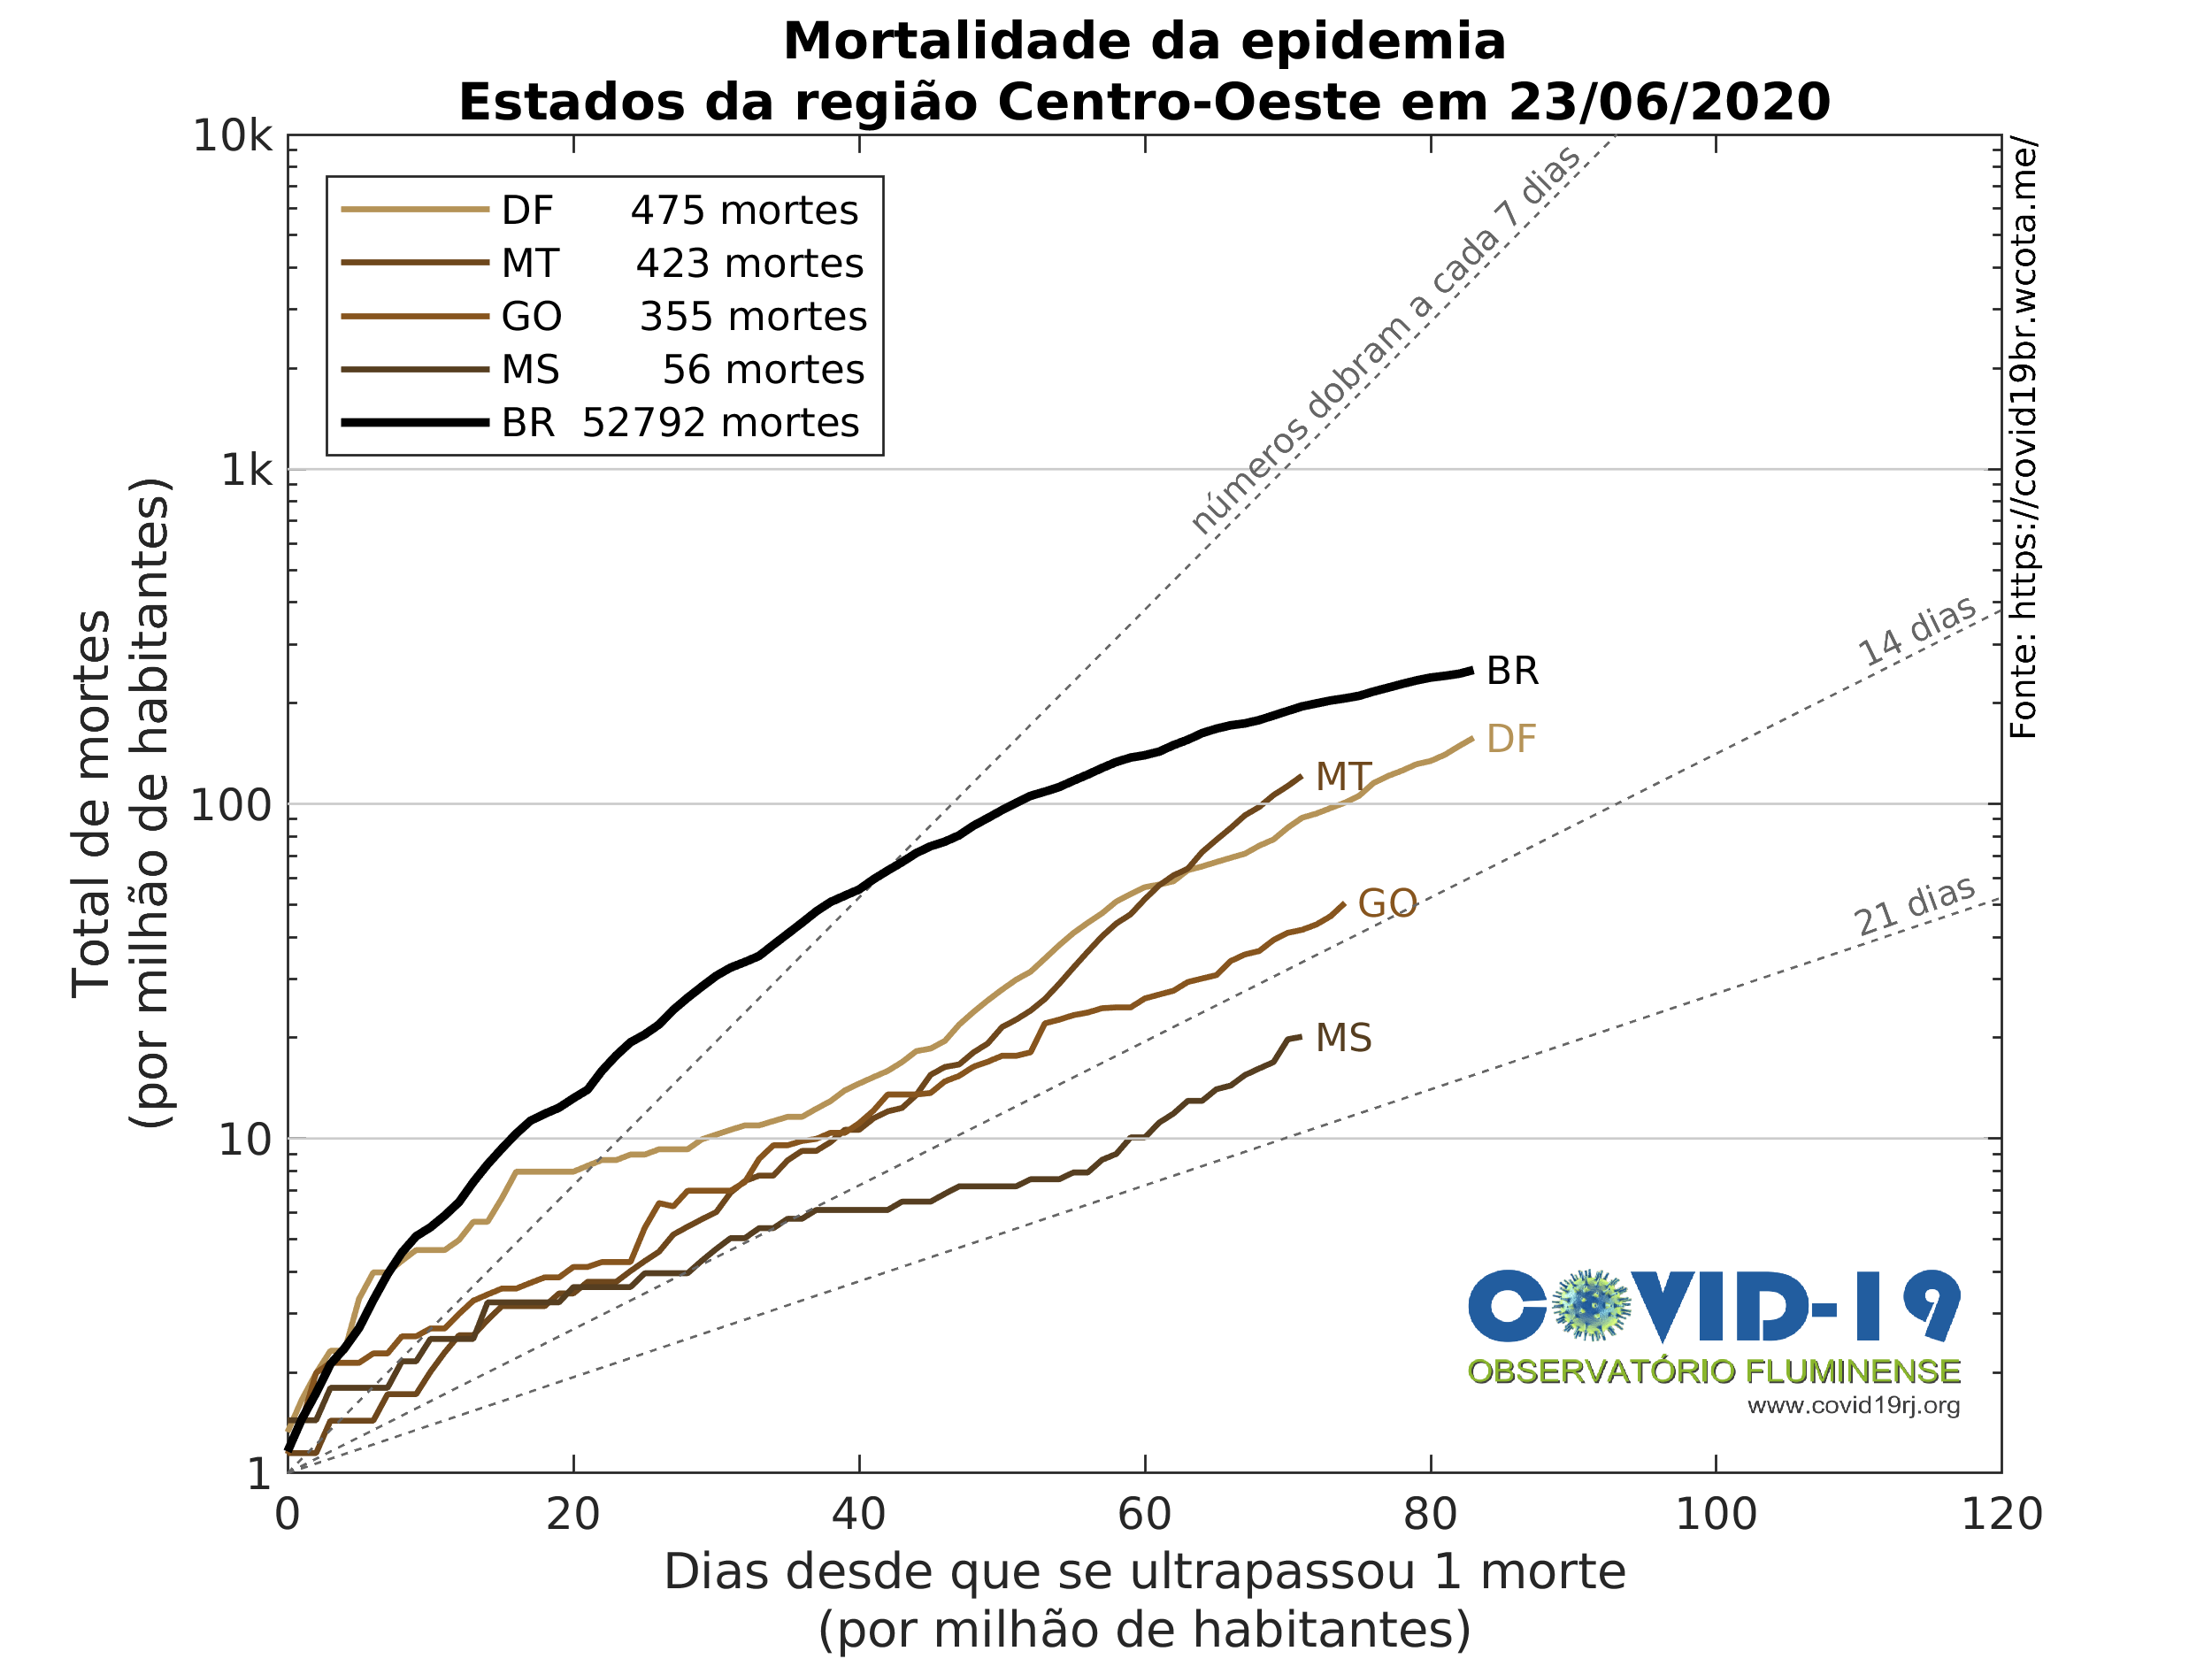 Mortalidade da epidemia
Estados da região Centro-Oeste em 23/06/2020
Total de mortes
(por milhão de habitantes)
10k
1k
100
10
1
DF 475 mortes
MT 423 mortes
GO 355 mortes
MS 56 mortes
BR 52792 mortes
números dobram a cada 7 dias
14 dias
21 dias
BR
DF
MT
GO
MS
Fonte: https://covid19br.wcota.me/
COVID-19
OBSERVATÓRIO FLUMINENSE
www.covid19rj.org
0 20 40 60 80 100 120
Dias desde que se ultrapassou 1 morte
(por milhão de habitantes)